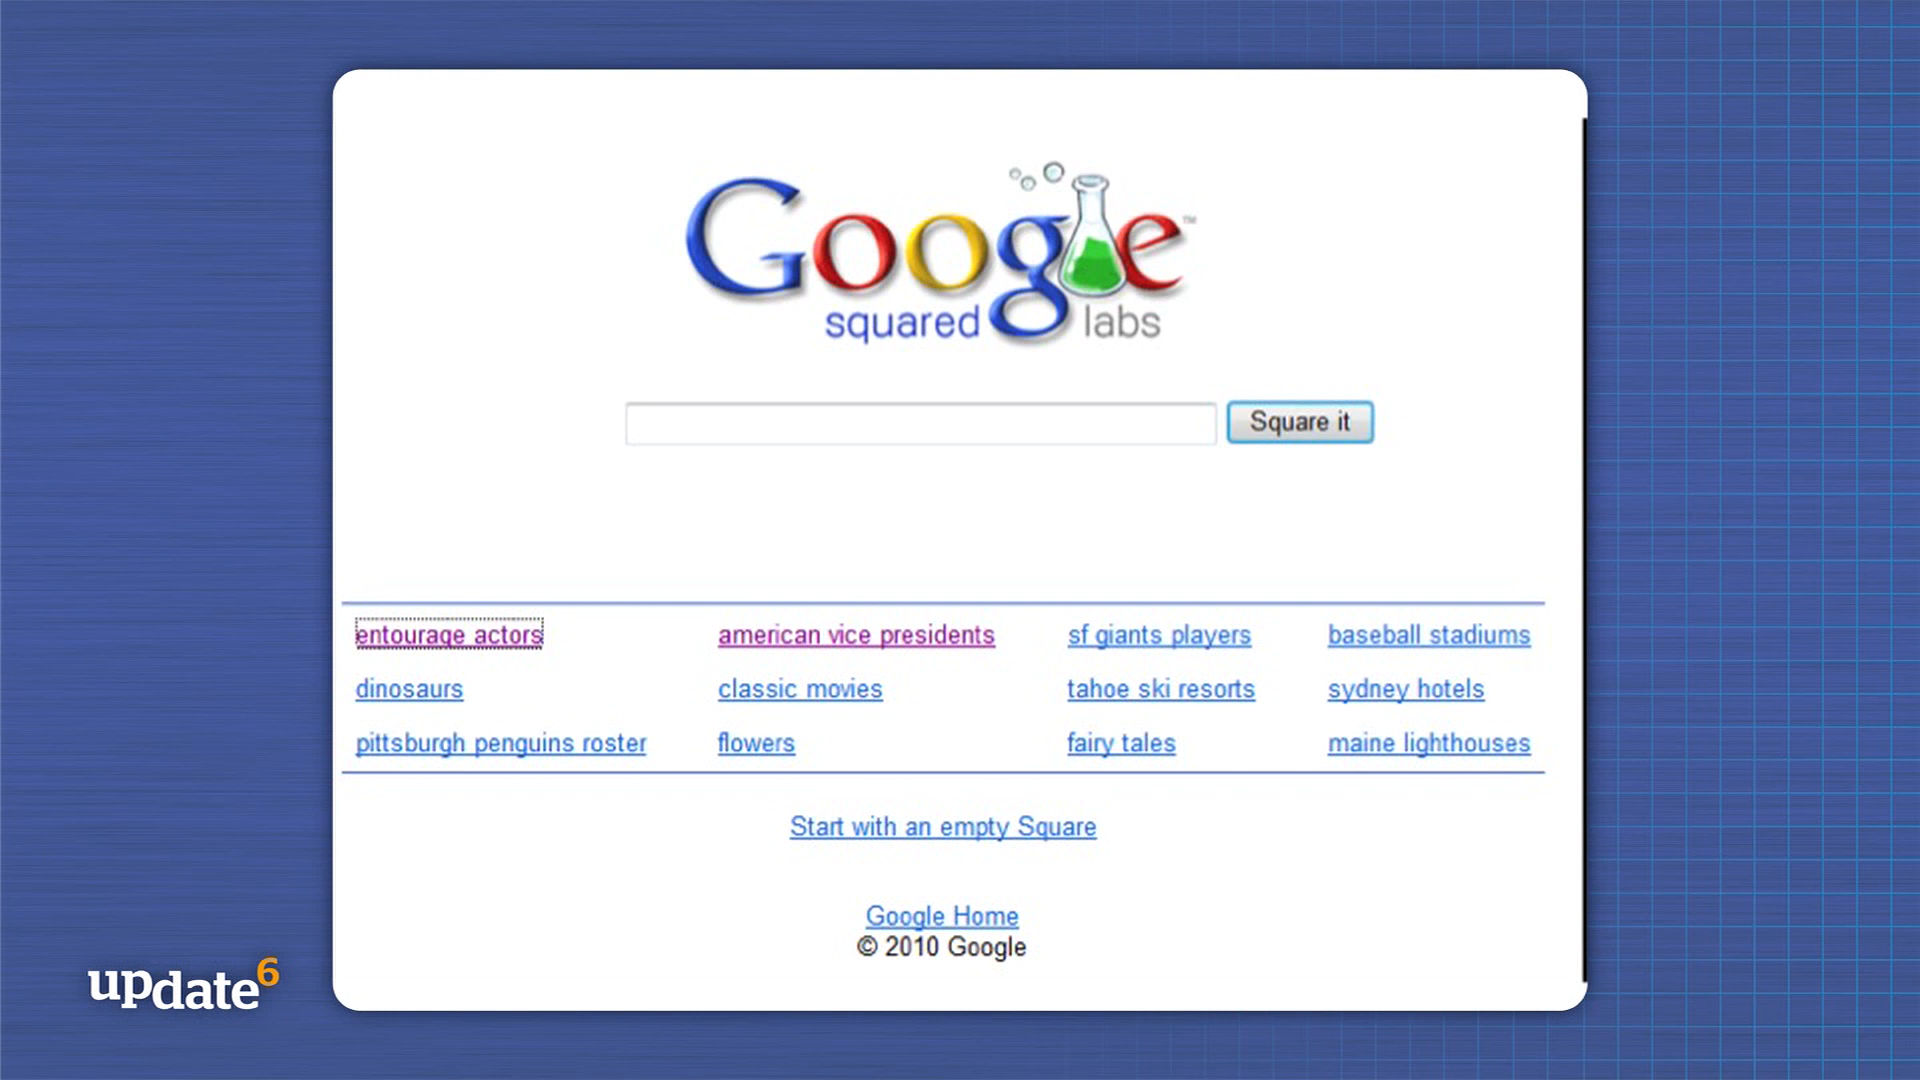 Google™
squared labs
Square it
entourage actors american vice presidents sf giants players baseball stadiums
dinosaurs classic movies tahoe ski resorts sydney hotels
pittsburgh penguins roster flowers fairy tales maine lighthouses
Start with an empty Square
Google Home
© 2010 Google
update6